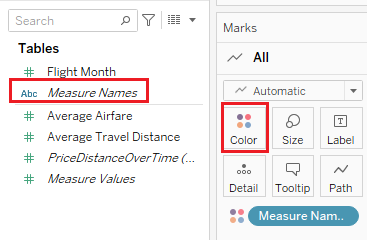 Search
Tables
Flight Month
Abc Measure Names
Average Airfare
Average Travel Distance
PriceDistanceOverTime (...
Measure Values
Marks
All
Automatic
Color Size Label
Detail Tooltip Path
Measure Nam..